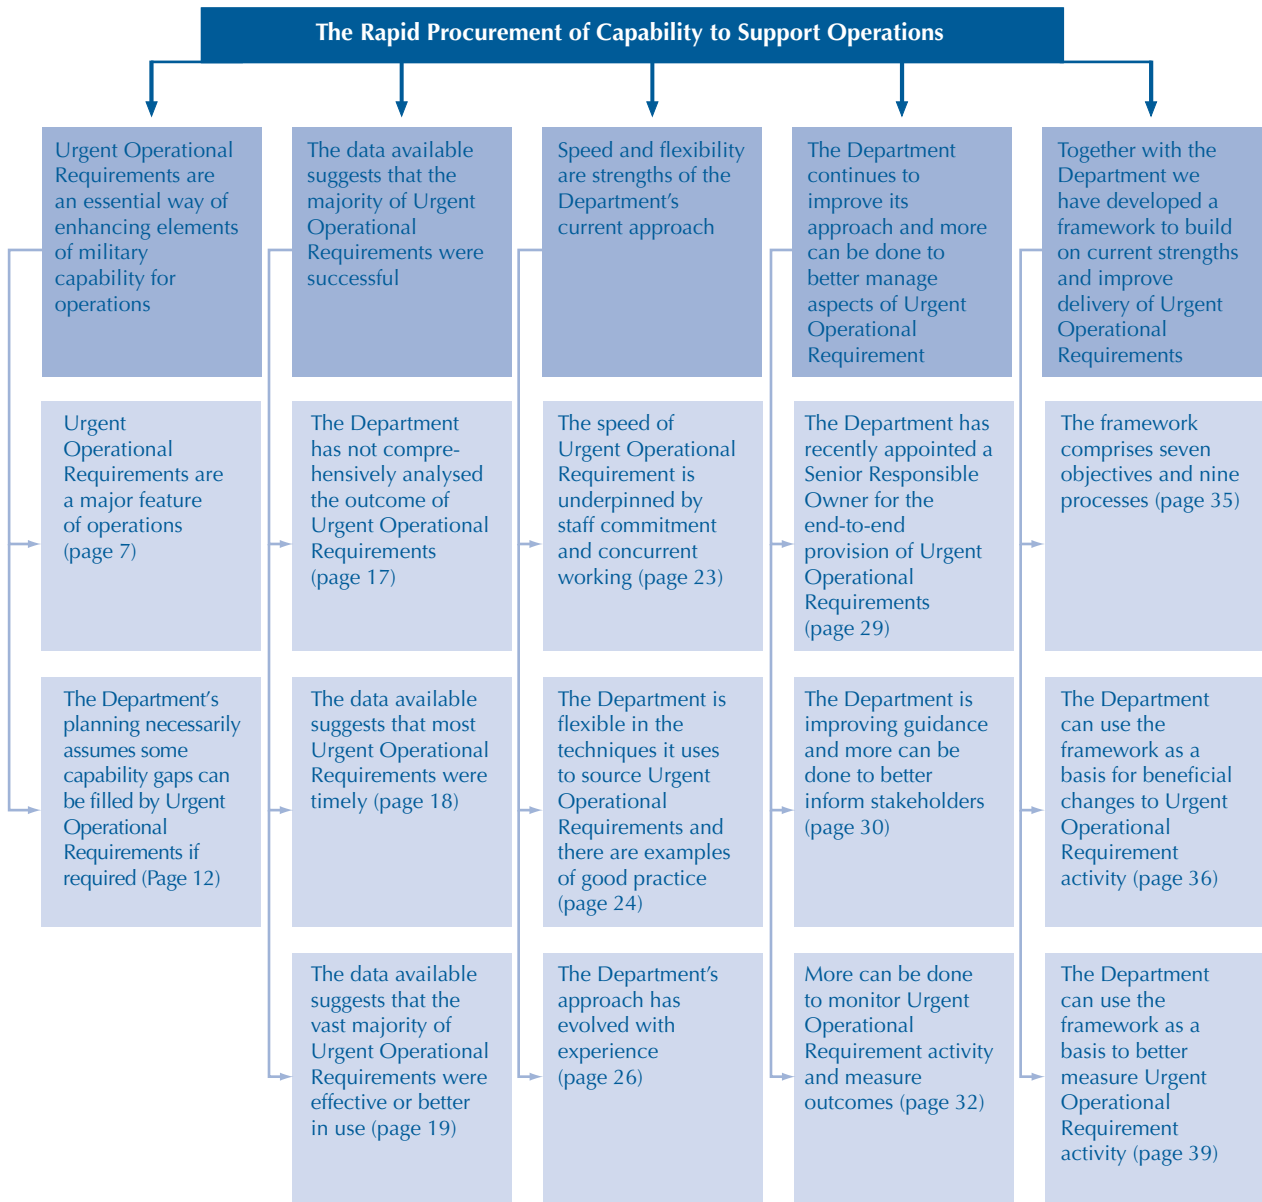 The Rapid Procurement of Capability to Support Operations
Urgent Operational
Requirements are
an essential way of
enhancing elements
of military
capability for
operations
The data available
suggests that the
majority of Urgent
Operational
Requirements were
successful
Speed and flexibility
are strengths of the
Department's
current approach
The Department
continues to
improve its
approach and more
can be done to
better manage
aspects of Urgent
Operational
Requirement
Together with the
Department we
have developed a
framework to build
on current strengths
and improve
delivery of Urgent
Operational
Requirements
Urgent
Operational
Requirements are
a major feature
of operations
(page 7)
The Department
has not compre-
hensively analysed
the outcome of
Urgent Operational
Requirements
(page 17)
The speed of
Urgent Operational
Requirement is
underpinned by
staff commitment
and concurrent
working (page 23)
The Department has
recently appointed a
Senior Responsible
Owner for the
end-to-end
provision of Urgent
Operational
Requirements
(page 29)
The framework
comprises seven
objectives and nine
processes (page 35)
The Department's
planning necessarily
assumes some
capability gaps can
be filled by Urgent
Operational
Requirements if
required (Page 12)
The data available
suggests that most
Urgent Operational
Requirements were
timely (page 18)
The Department is
flexible in the
techniques it uses
to source Urgent
Operational
Requirements and
there are examples
of good practice
(page 24)
The Department is
improving guidance
and more can be
done to better
inform stakeholders
(page 30)
The Department
can use the
framework as a
basis for beneficial
changes to Urgent
Operational
Requirement
activity (page 36)
The data available
suggests that the
vast majority of
Urgent Operational
Requirements were
effective or better
in use (page 19)
The Department's
approach has
evolved with
experience
(page 26)
More can be done
to monitor Urgent
Operational
Requirement activity
and measure
outcomes (page 32)
The Department
can use the
framework as a
basis to better
measure Urgent
Operational
Requirement
activity (page 39)